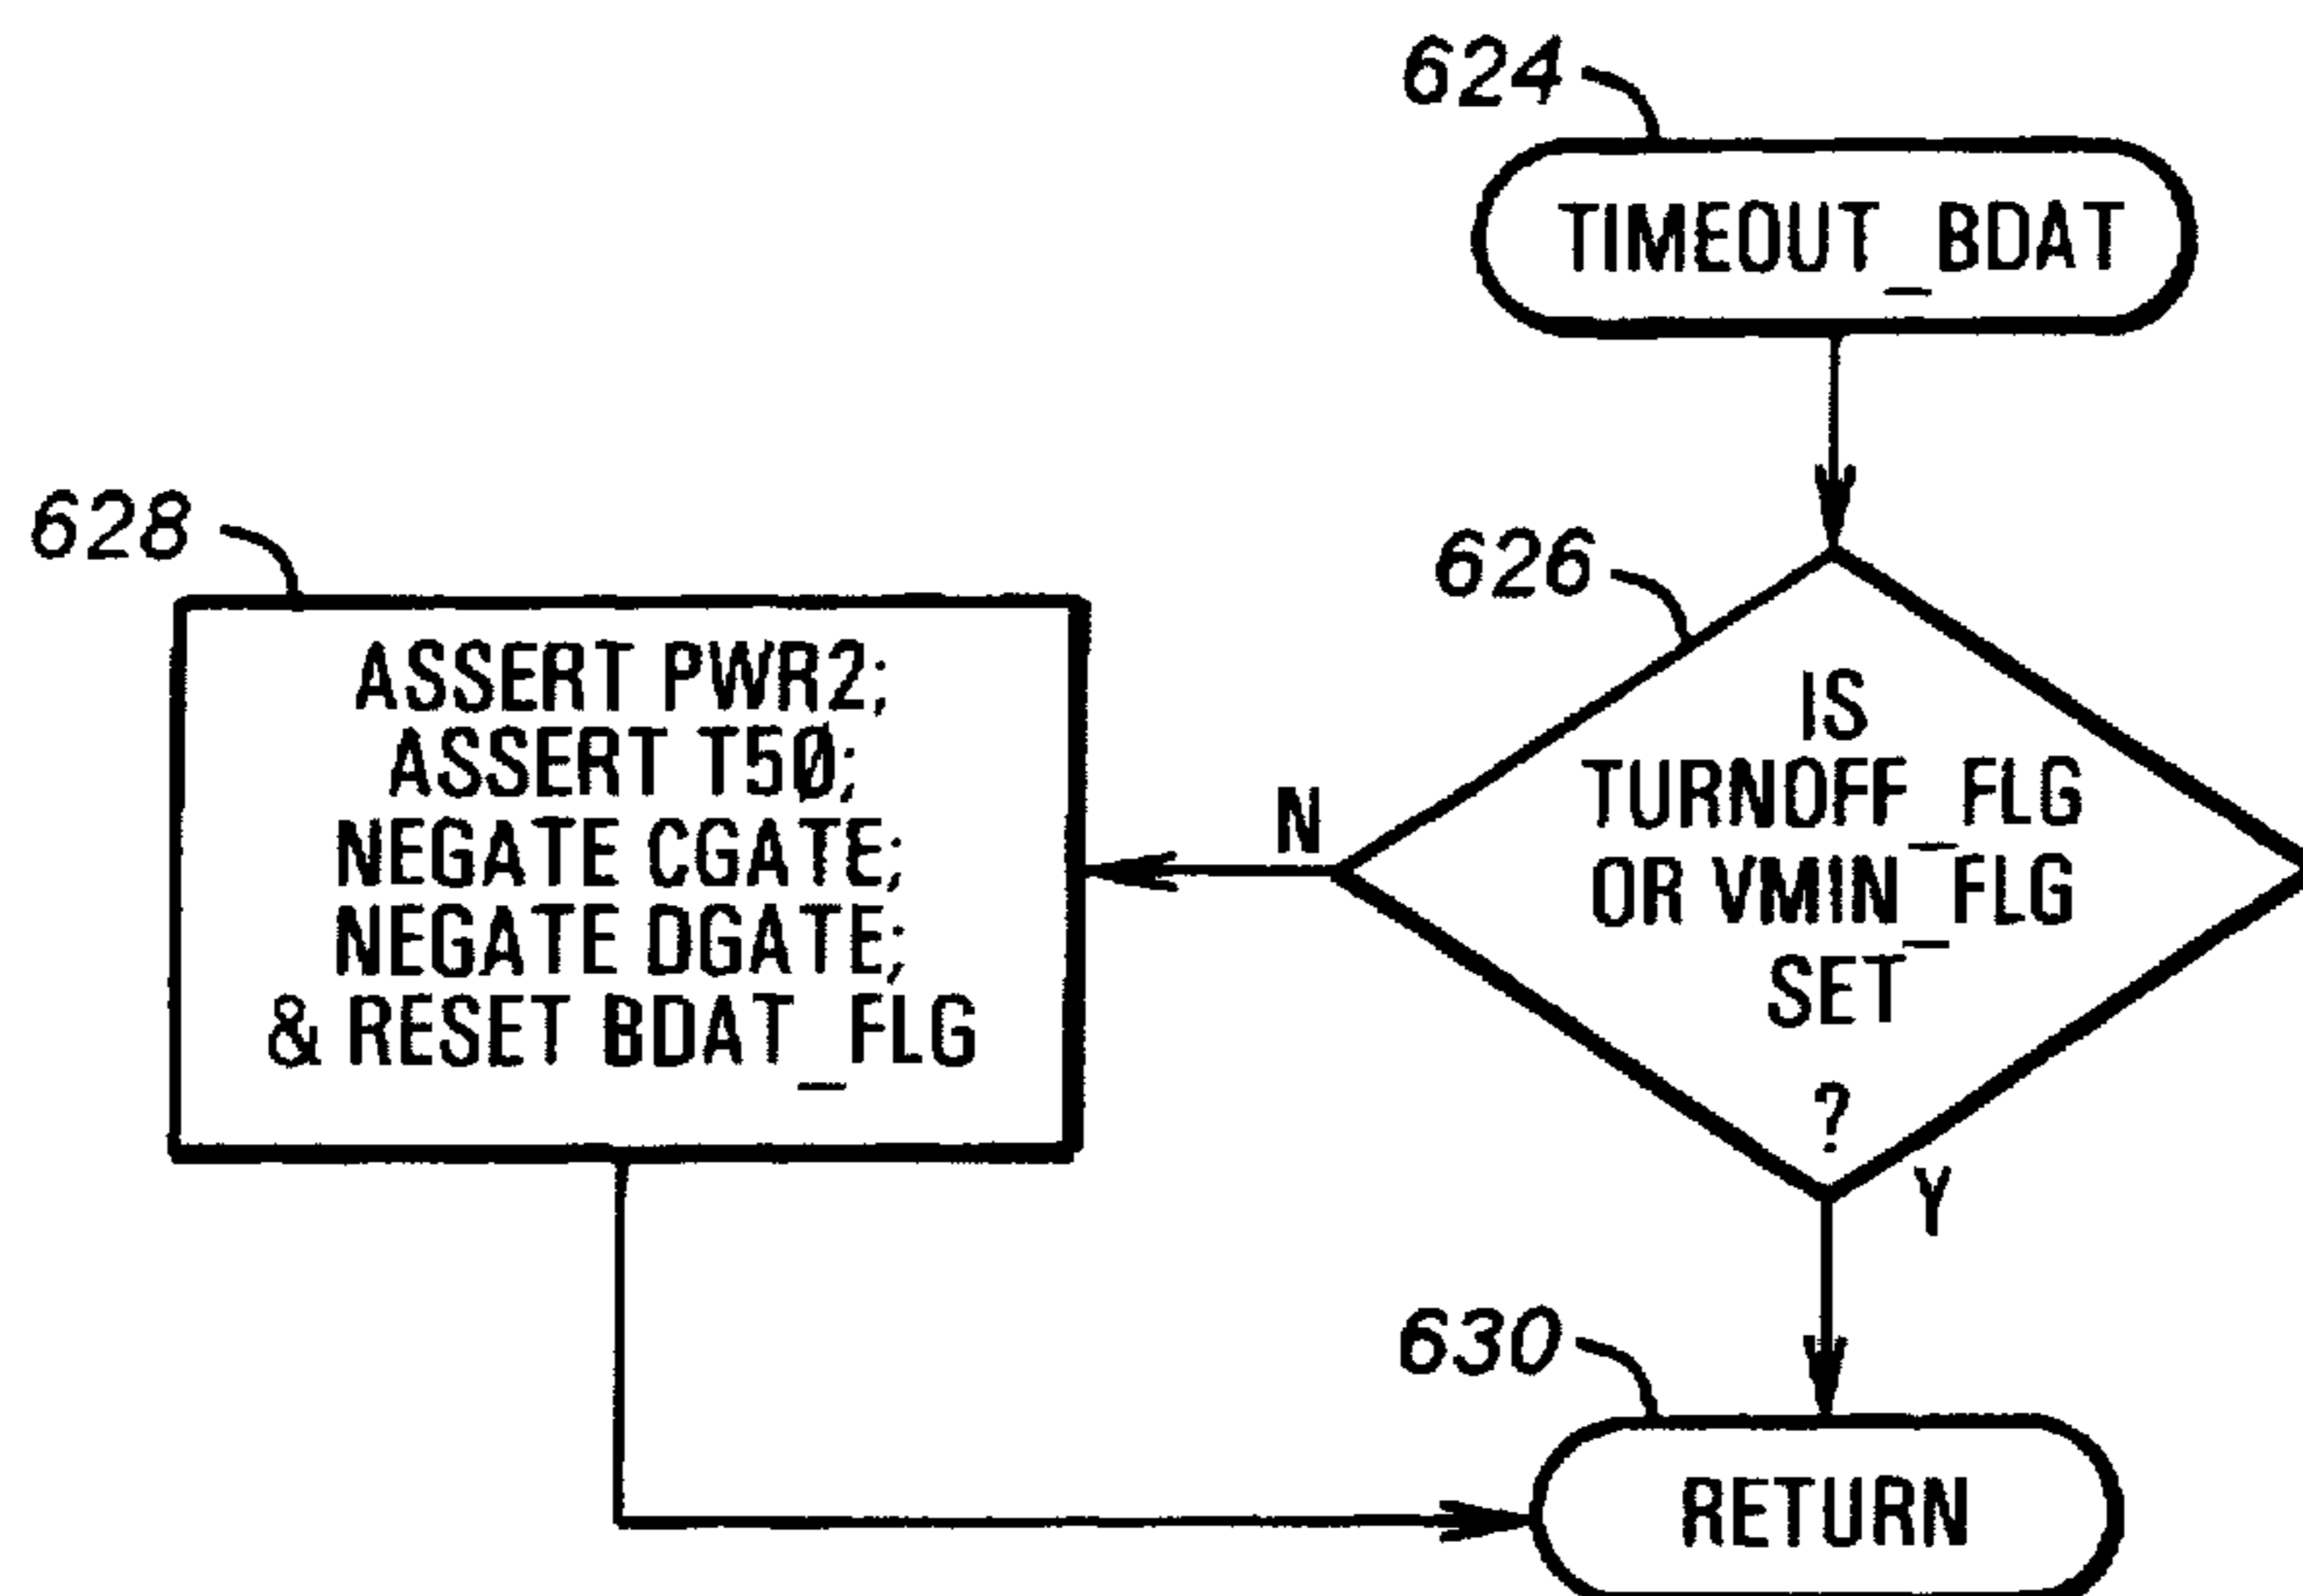 624
TIMEOUT_BDAT
628
626
ASSERT PWR2;
ASSERT T50;
NEGATE CGATE;
NEGATE DGATE;
& RESET BDAT_FLG
N
IS
TURNOFF_FLG
OR VMIN_FLG
SET
?
Y
630
RETURN